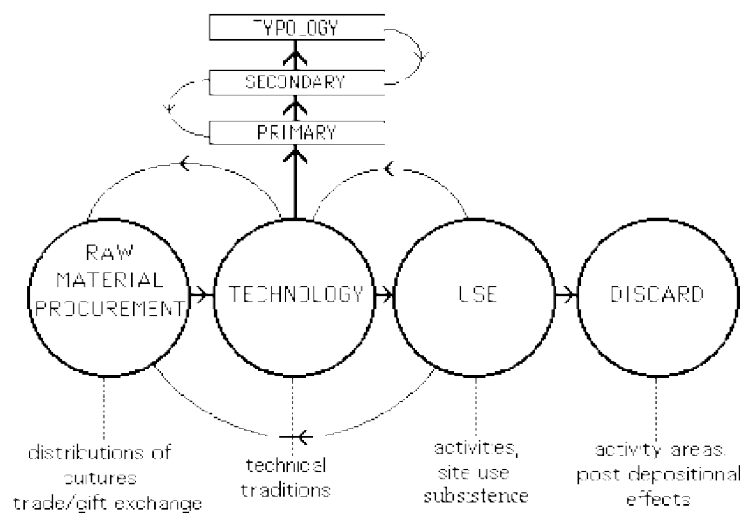 TYPOLOGY
SECONDARY
PRIMARY
RAW
MATERIAL
PROCUREMENT
TECHNOLOGY
USE
DISCARD
distributions of
cultures
trade/gift exchange
technical
traditions
activities,
site use
subsistence
activity areas
post depositional
effects